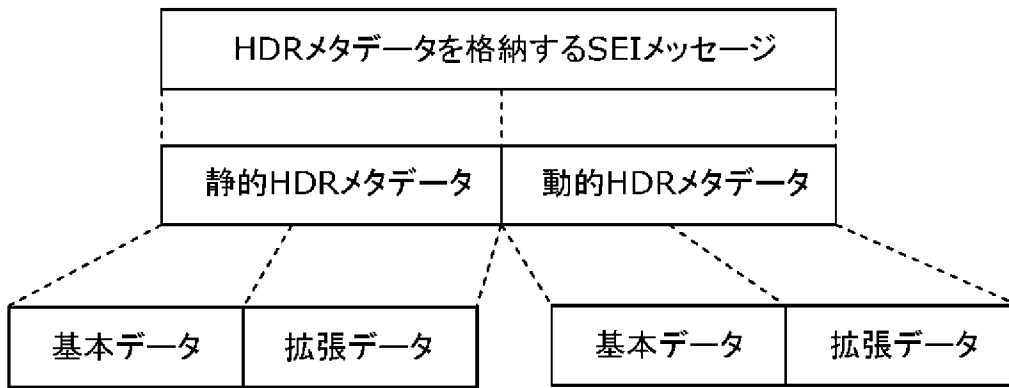 HDRメタデータを格納するSEIメッセージ
静的HDRメタデータ
動的HDRメタデータ
基本データ
拡張データ
基本データ
拡張データ